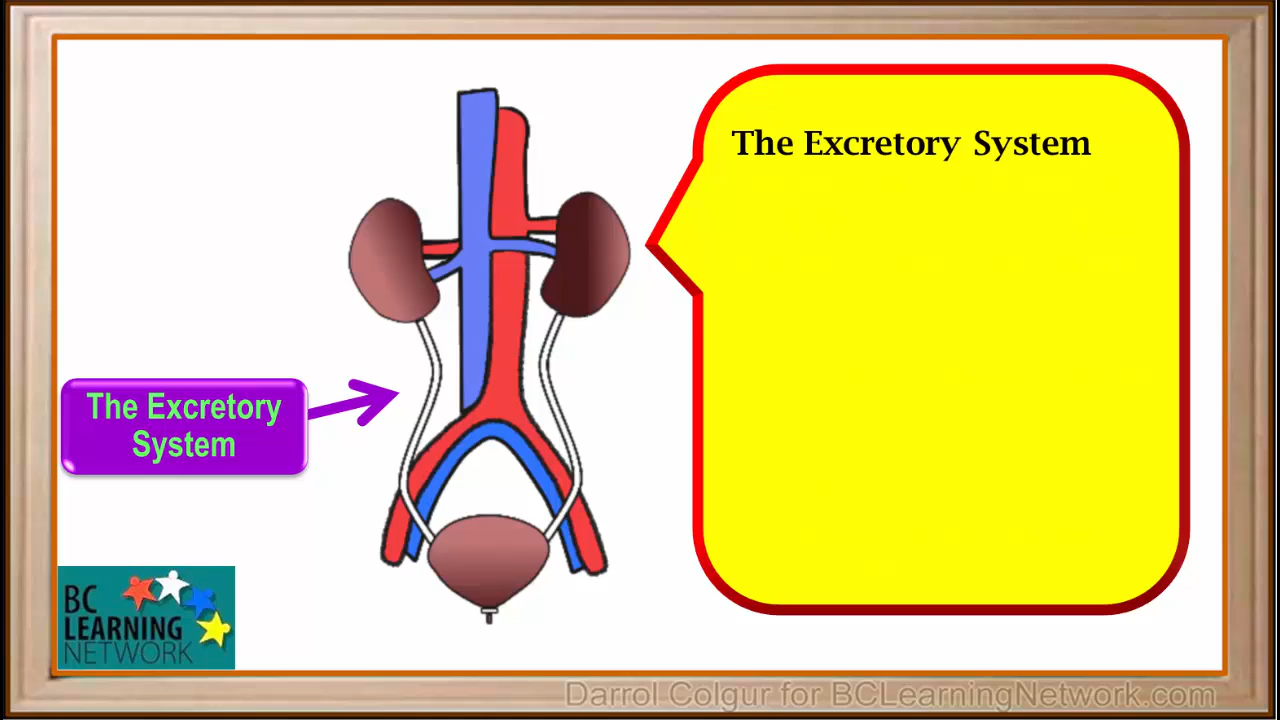 The Excretory System
The Excretory
System
BC
LEARNING
NETWORK
Darrol Colgur for BCLearningNetwork.com